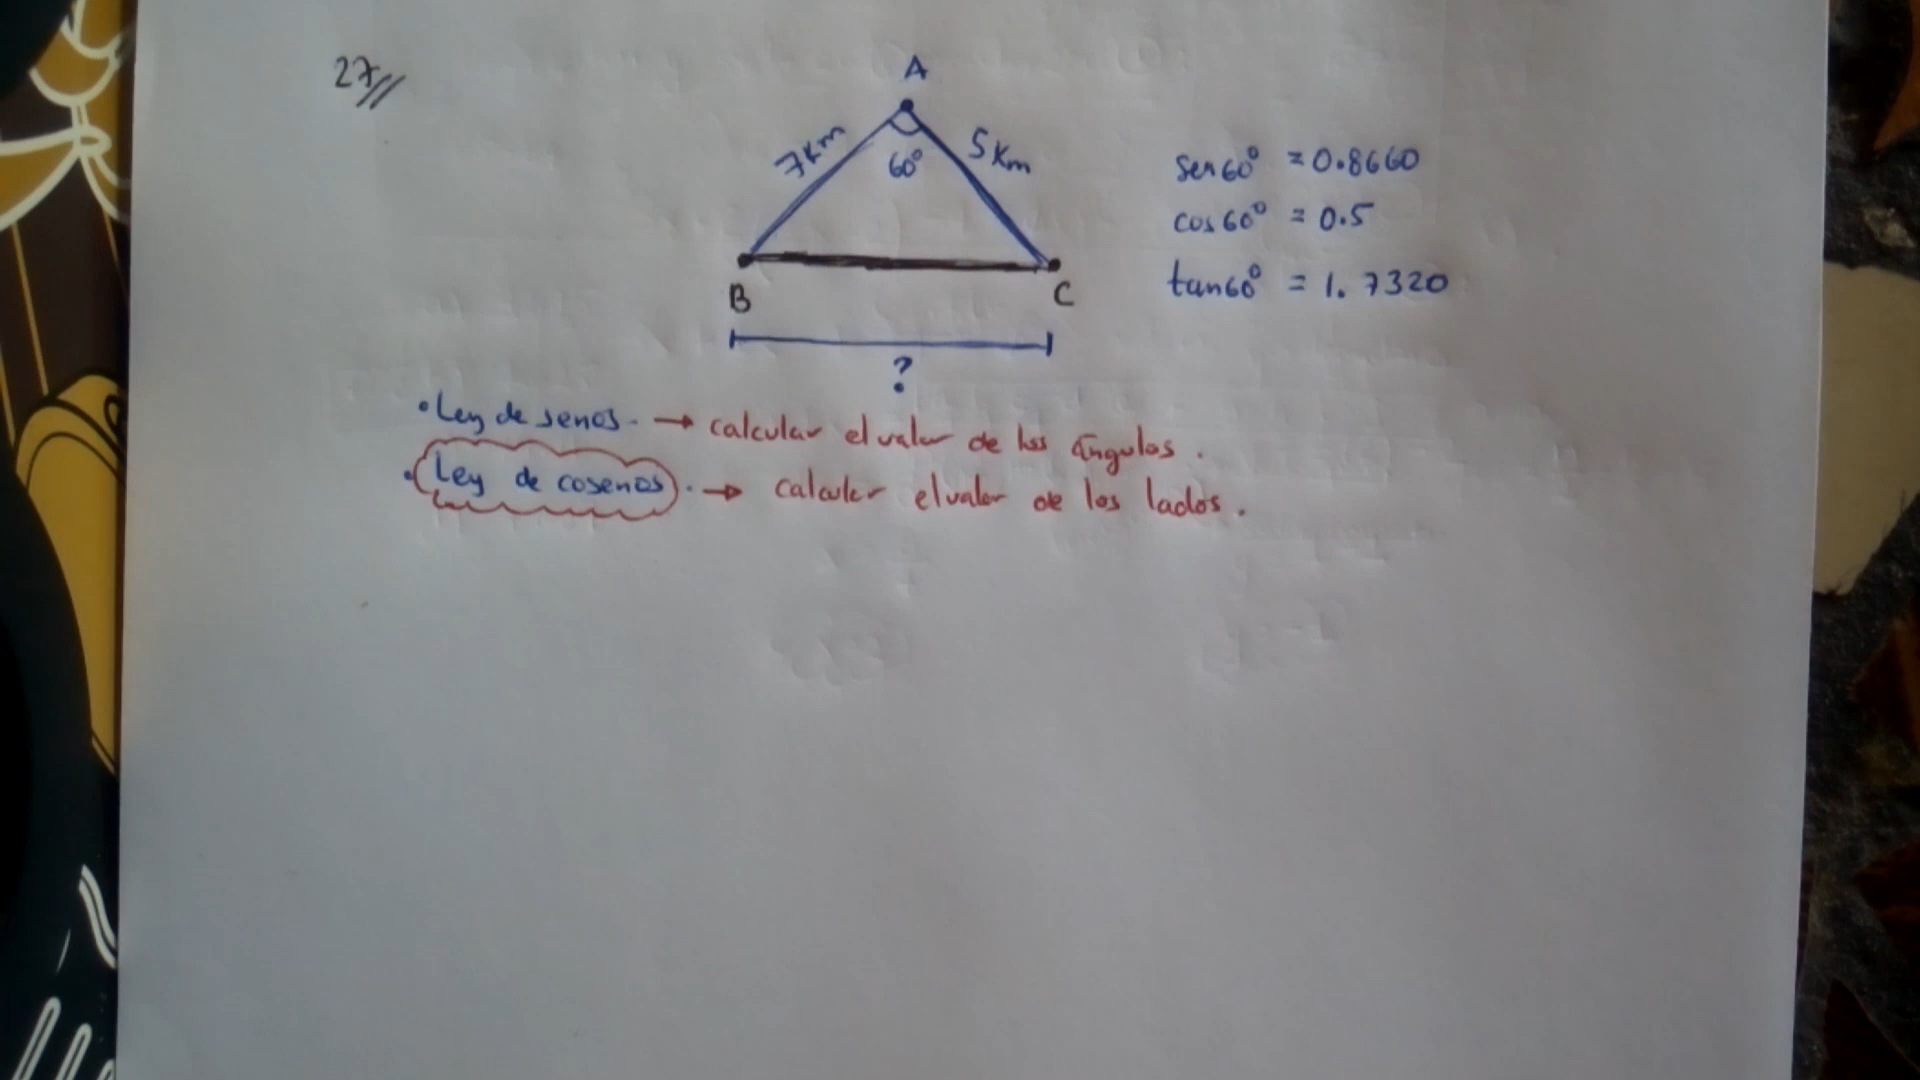 27//
A
7Km
5Km
60°
B
C
?
sen60° = 0.8660
cos60° = 0.5
tan60° = 1.7320
• Ley de senos. → calcular el valor de los ángulos.
• Ley de cosenos. → calcular el valor de los lados.